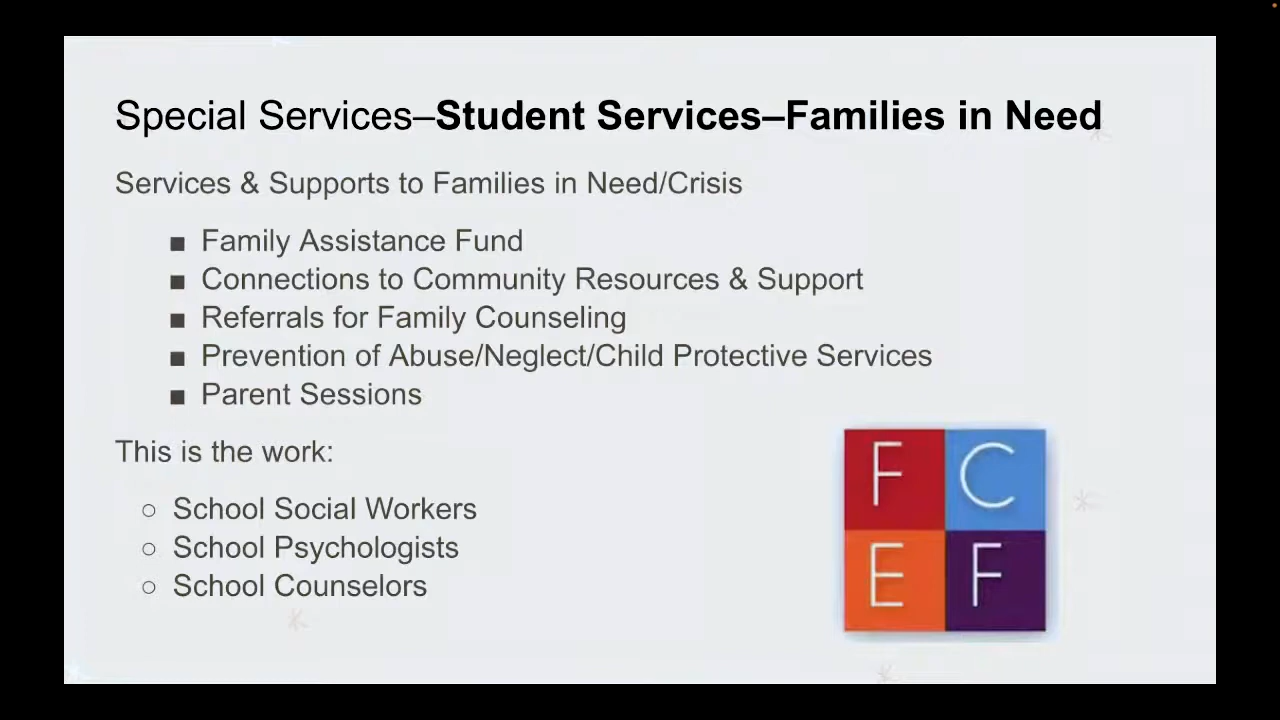 Special Services–Student Services–Families in Need
Services & Supports to Families in Need/Crisis
■ Family Assistance Fund
■ Connections to Community Resources & Support
■ Referrals for Family Counseling
■ Prevention of Abuse/Neglect/Child Protective Services
■ Parent Sessions
This is the work:
○ School Social Workers
○ School Psychologists
○ School Counselors
F C
E F